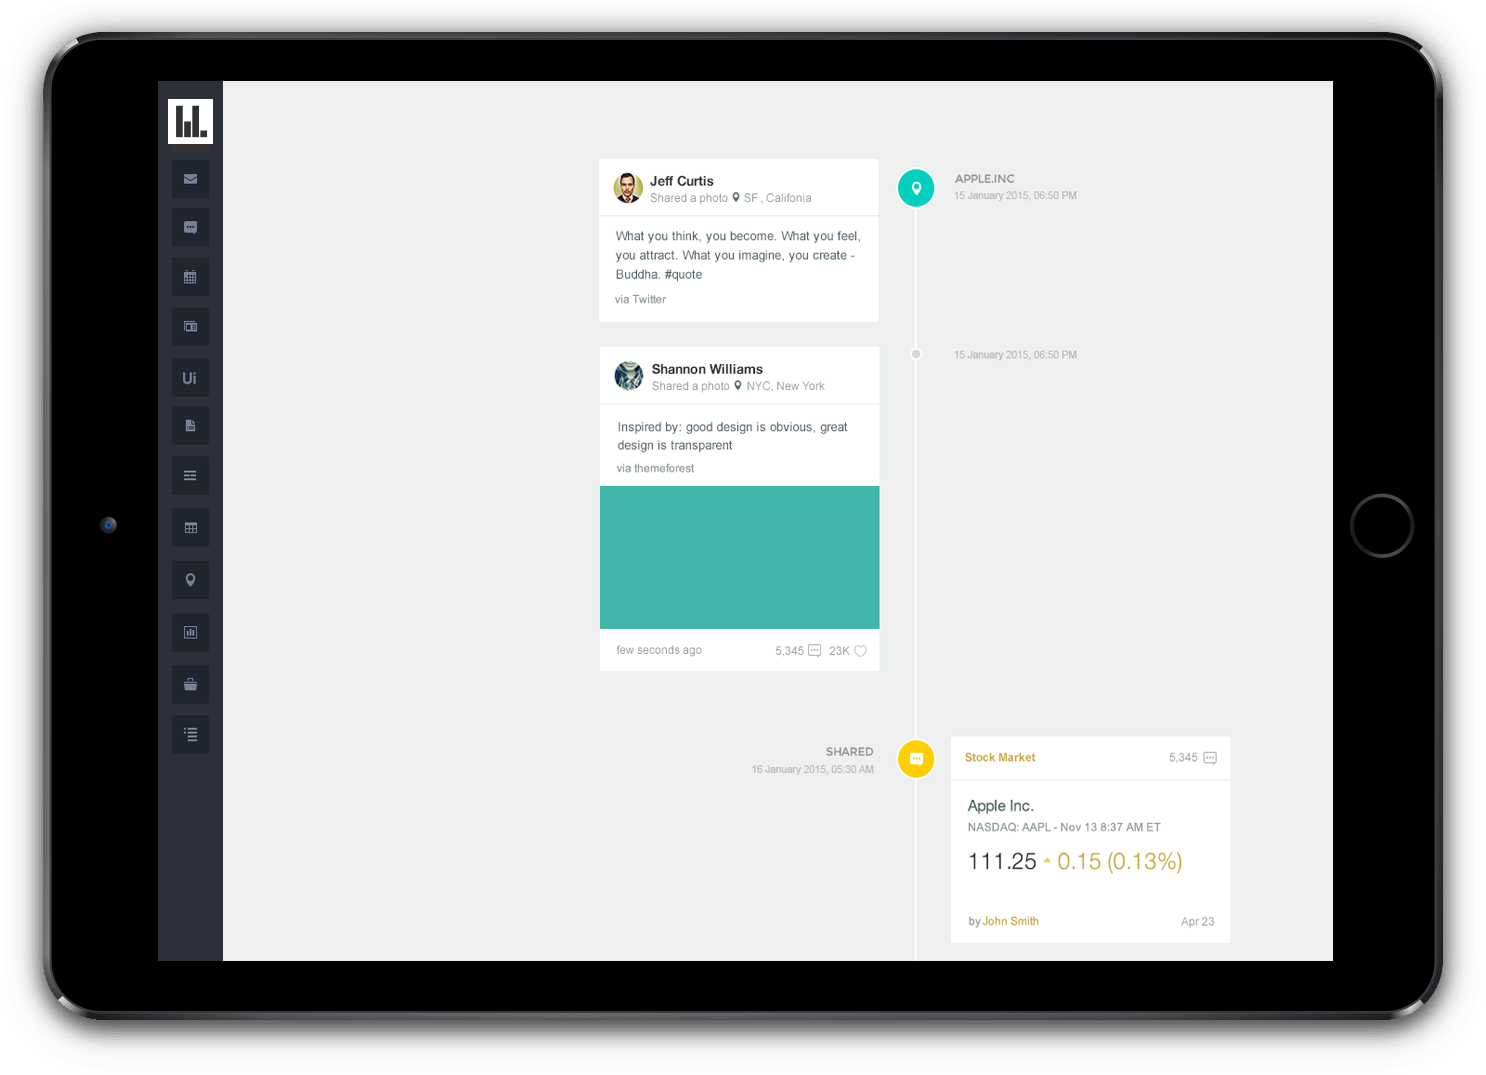 Ui
Jeff Curtis
Shared a photo SF , Califonia
What you think, you become. What you feel,
you attract. What you imagine, you create -
Buddha. #quote
via Twitter
APPLE.INC
15 January 2015, 06:50 PM
Shannon Williams
Shared a photo NYC, New York
Inspired by: good design is obvious, great
design is transparent
via themeforest
few seconds ago 5,345 23K
15 January 2015, 06:50 PM
SHARED
16 January 2015, 05:30 AM
Stock Market 5,345
Apple Inc.
NASDAQ: AAPL - Nov 13 8:37 AM ET
111.25 0.15 (0.13%)
by John Smith Apr 23